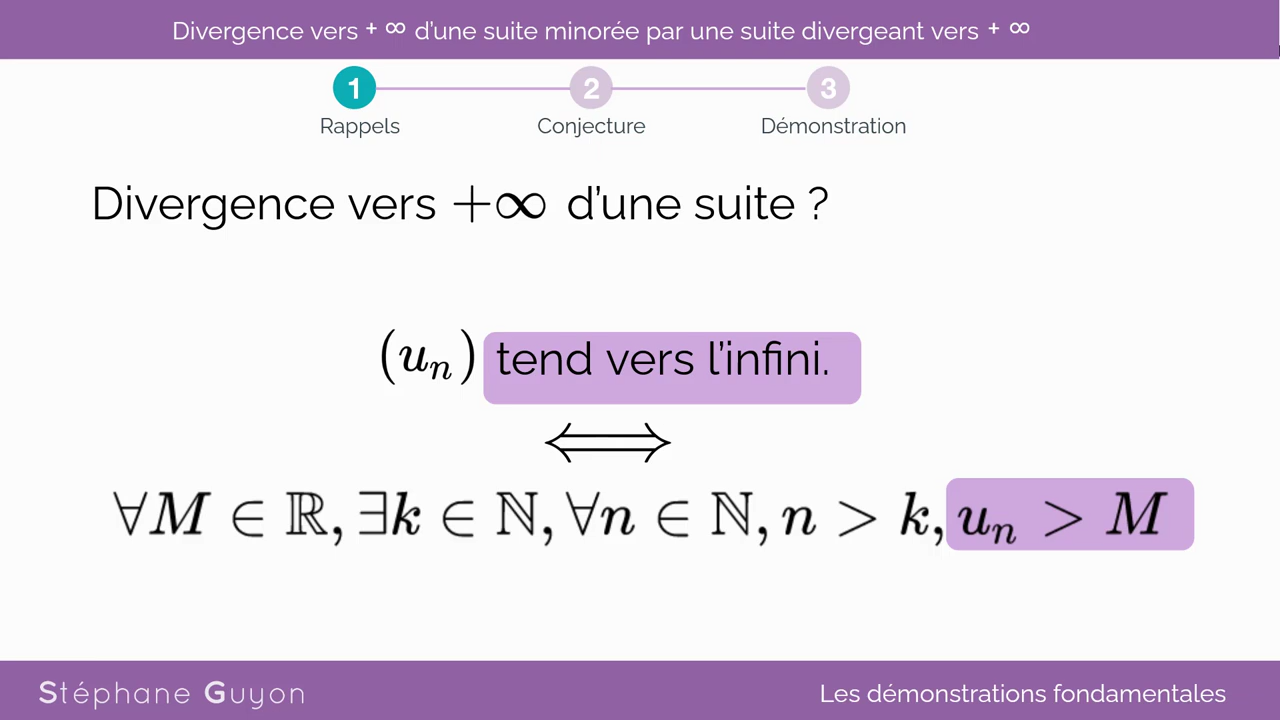 Divergence vers + ∞ d'une suite minorée par une suite divergeant vers + ∞
1 2 3
Rappels Conjecture Démonstration
Divergence vers +∞ d'une suite ?
(uₙ) tend vers l'infini.
⟺
∀M ∈ ℝ, ∃k ∈ ℕ, ∀n ∈ ℕ, n > k, uₙ > M
Stéphane Guyon Les démonstrations fondamentales